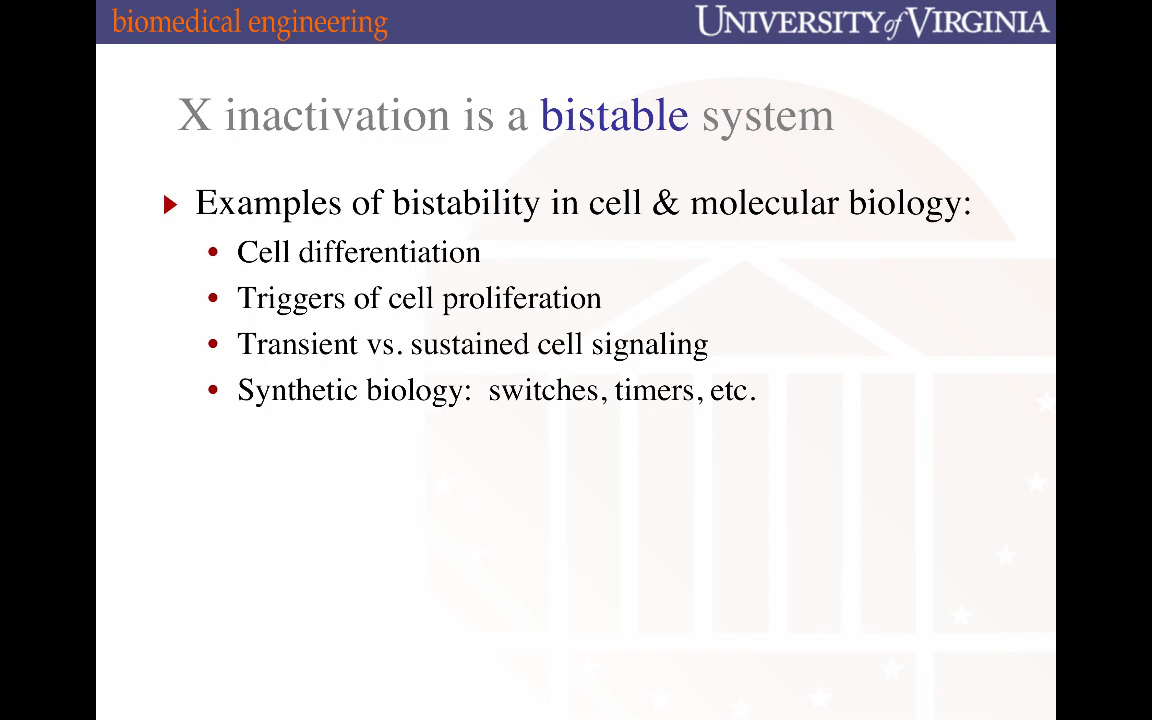 biomedical engineering
UNIVERSITY of VIRGINIA
X inactivation is a bistable system
Examples of bistability in cell & molecular biology:
• Cell differentiation
• Triggers of cell proliferation
• Transient vs. sustained cell signaling
• Synthetic biology: switches, timers, etc.